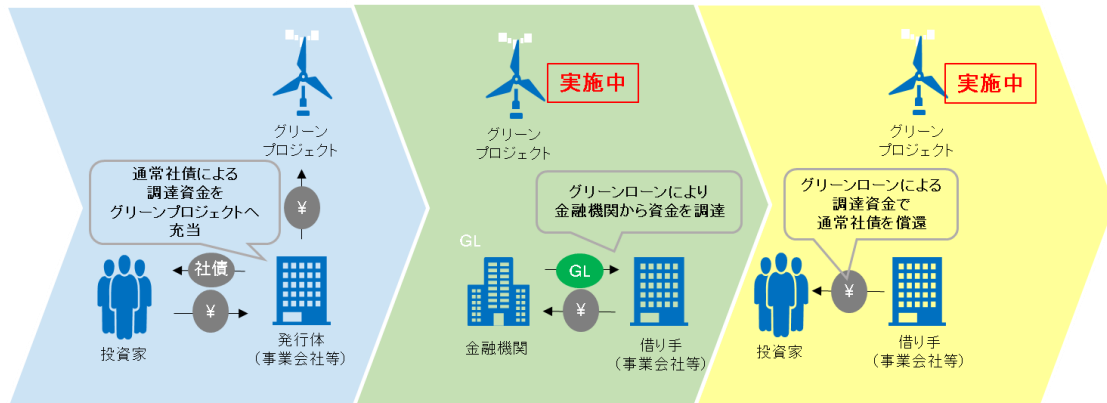 グリーン
プロジェクト
通常社債による
調達資金を
グリーンプロジェクトへ
充当
¥
社債
¥
投資家
発行体
（事業会社等）
実施中
グリーン
プロジェクト
グリーンローンにより
金融機関から資金を調達
GL
GL
¥
金融機関
借り手
（事業会社等）
実施中
グリーン
プロジェクト
グリーンローンによる
調達資金で
通常社債を償還
¥
投資家
借り手
（事業会社等）